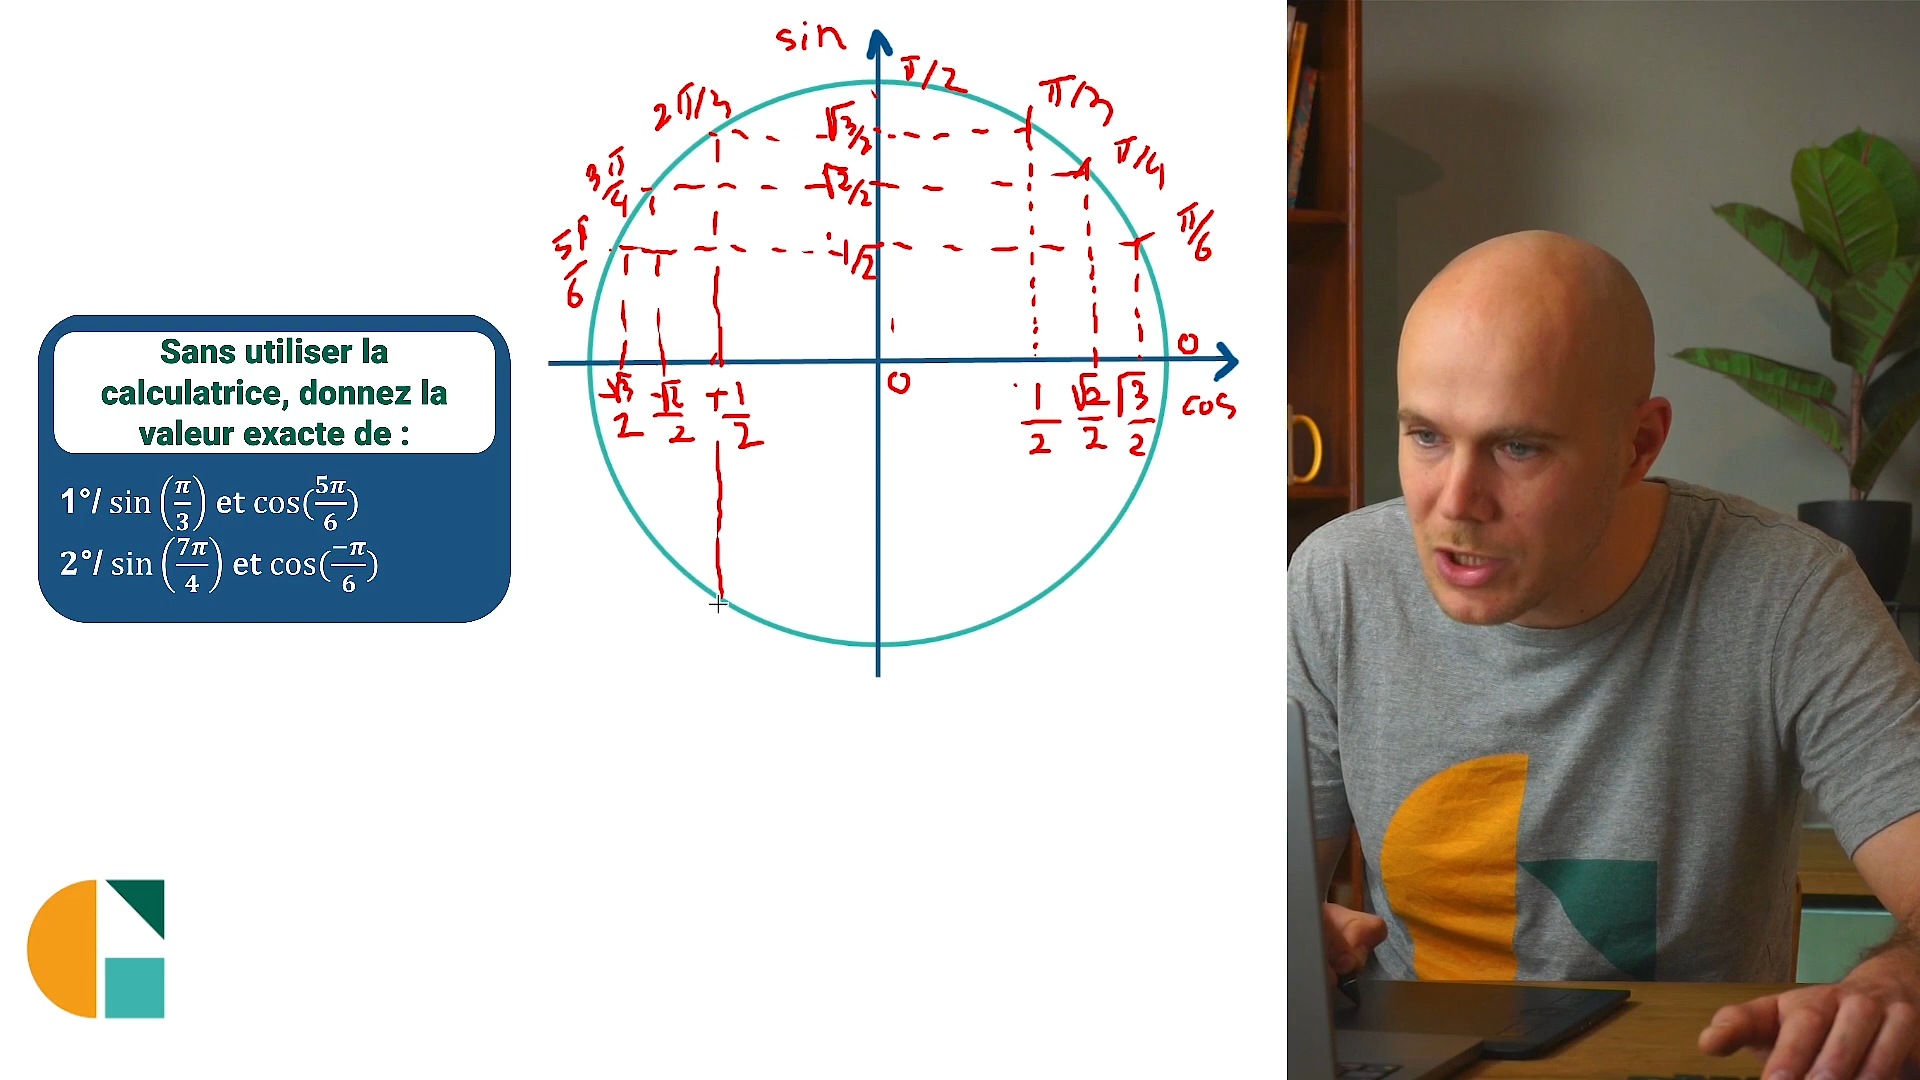 Sans utiliser la
calculatrice, donnez la
valeur exacte de :
1°/ sin (π/3) et cos(5π/6)
2°/ sin (7π/4) et cos(-π/6)
sin
π/2
π/3
π/4
π/6
2π/3
3π/4
5π/6
√3/2
√2/2
1/2
0
0
cos
-√3/2
-√2/2
-1/2
1/2
√2/2
√3/2